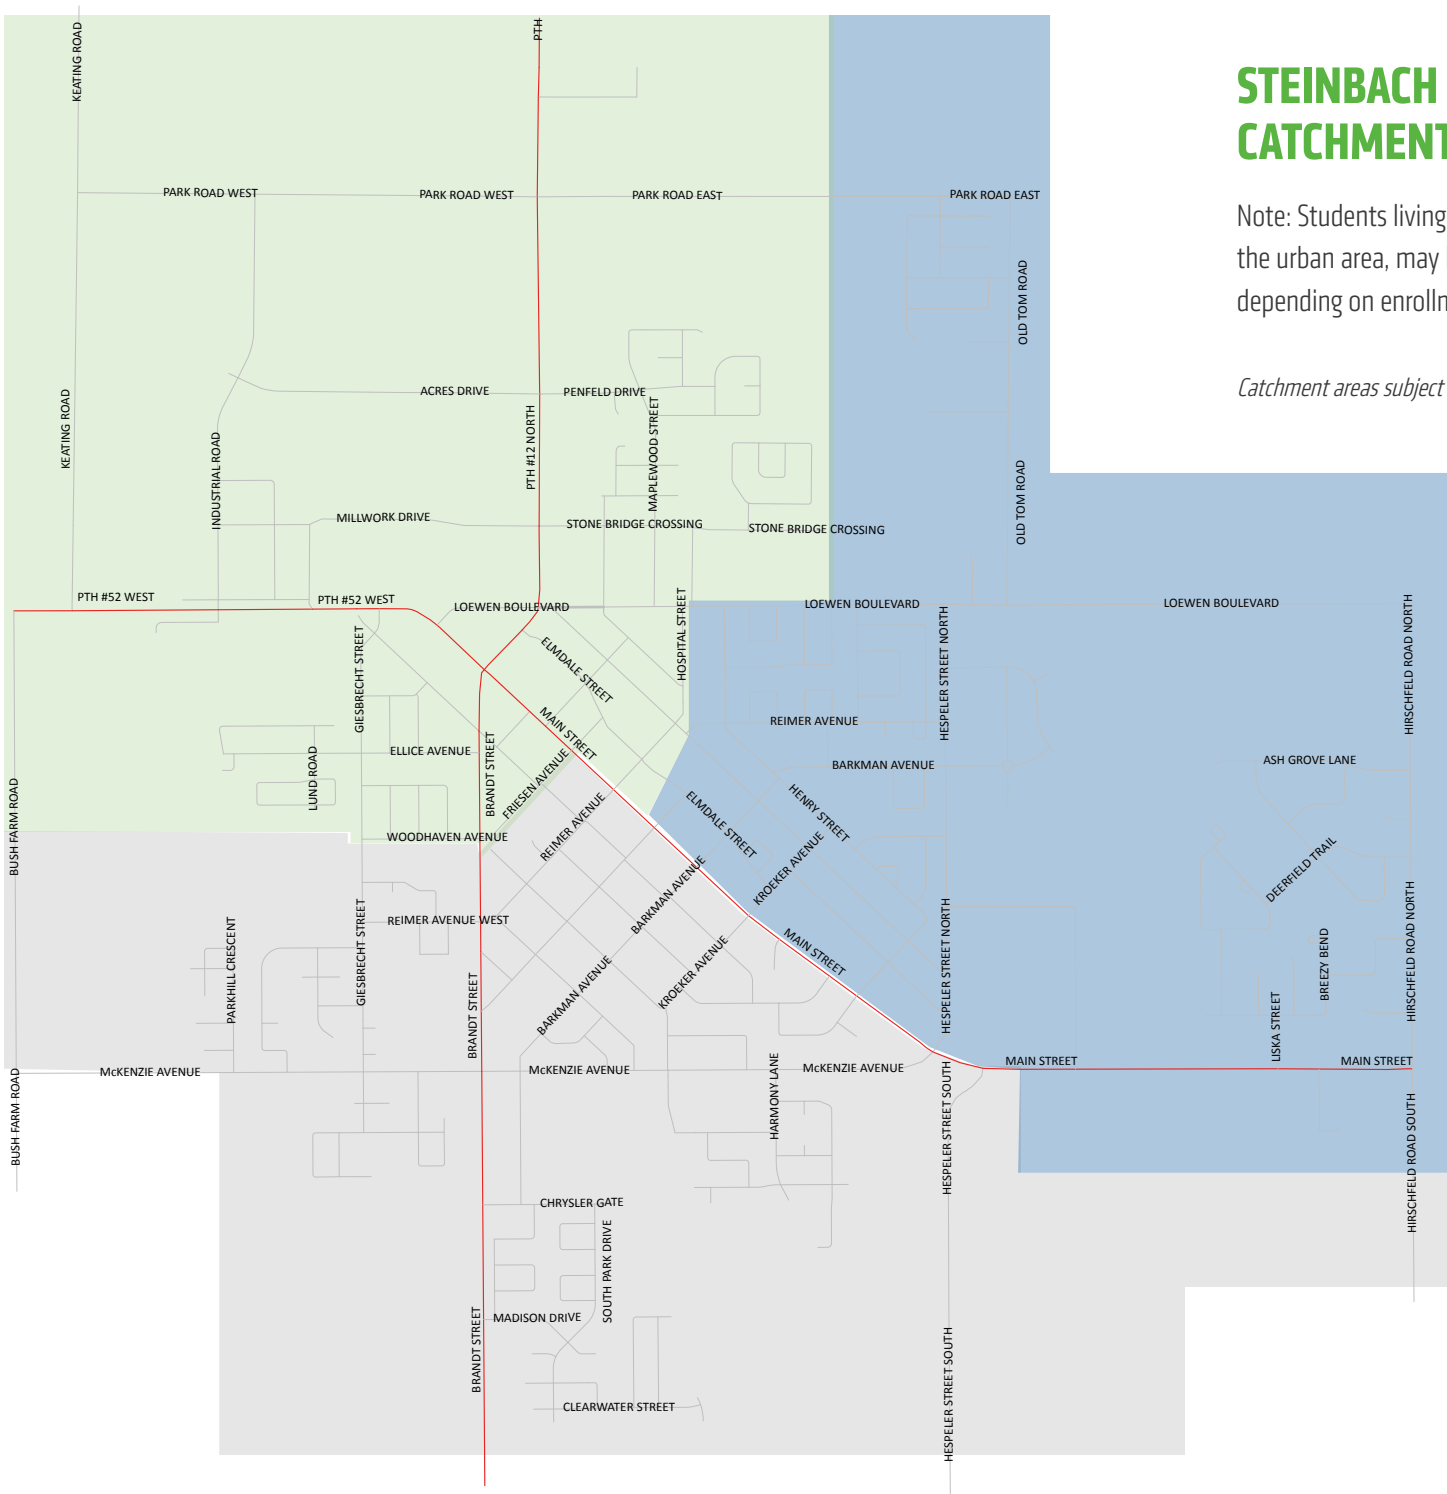 STEINBACH
CATCHMENT
Note: Students living
the urban area, may
depending on
Catchment areas subject
KEATING ROAD
PTH
PARK ROAD WEST
PARK ROAD WEST
PARK ROAD EAST
PARK ROAD EAST
OLD TOM ROAD
KEATING ROAD
ACRES DRIVE
PENFELD DRIVE
PTH #12 NORTH
MAPLEWOOD STREET
INDUSTRIAL ROAD
MILLWORK DRIVE
STONE BRIDGE CROSSING
STONE BRIDGE CROSSING
OLD TOM ROAD
PTH #52 WEST
PTH #52 WEST
LOEWEN BOULEVARD
LOEWEN BOULEVARD
LOEWEN BOULEVARD
HOSPITAL STREET
GIESBRECHT STREET
ELMDALE STREET
HESPELER STREET NORTH
HIRSCHFELD ROAD NORTH
MAIN STREET
REIMER AVENUE
ELLICE AVENUE
LUND ROAD
BRANDT STREET
FRIESEN AVENUE
BARKMAN AVENUE
ASH GROVE LANE
BUSH FARM ROAD
REIMER AVENUE
ELMDALE STREET
HENRY STREET
WOODHAVEN AVENUE
KROEKER AVENUE
DEERFIELD TRAIL
BARKMAN AVENUE
REIMER AVENUE WEST
PARKHILL CRESCENT
GIESBRECHT STREET
MAIN STREET
HESPELER STREET NORTH
BREEZY BEND
HIRSCHFELD ROAD NORTH
KROEKER AVENUE
BARKMAN AVENUE
BRANDT STREET
LISKA STREET
McKENZIE AVENUE
McKENZIE AVENUE
McKENZIE AVENUE
MAIN STREET
MAIN STREET
BUSH FARM ROAD
HARMONY LANE
HESPELER STREET SOUTH
HIRSCHFELD ROAD SOUTH
CHRYSLER GATE
SOUTH PARK DRIVE
MADISON DRIVE
BRANDT STREET
HESPELER STREET SOUTH
CLEARWATER STREET